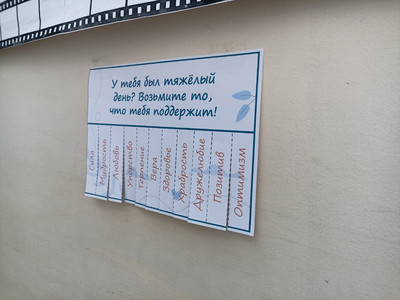 У тебя был тяжёлый
день? Возьмите то,
что тебя поддержит!
Сила
Мудрость
Любовь
Упорство
Терпение
Вера
Здоровье
Храбрость
Дружелюбие
Позитив
Оптимизм